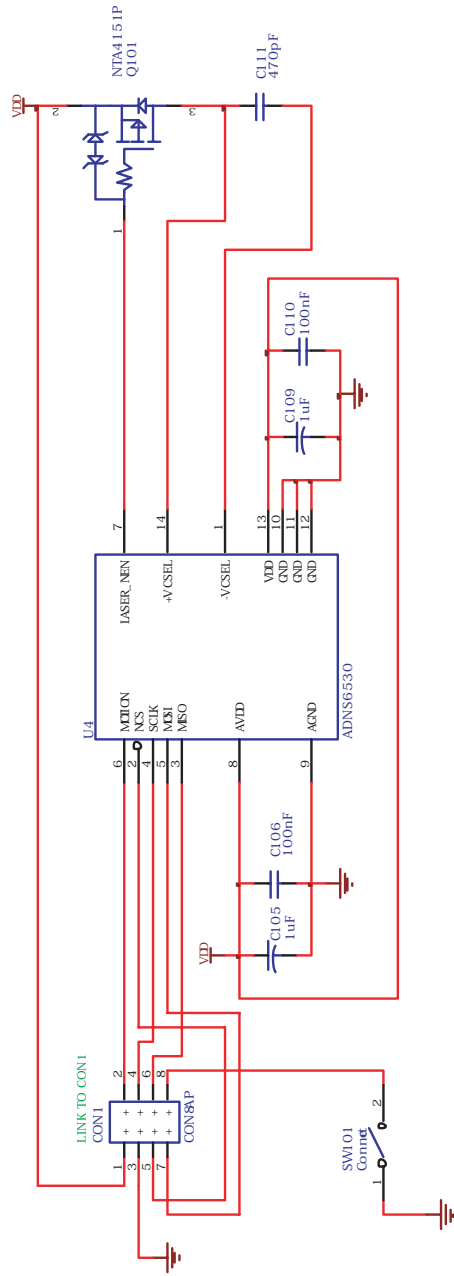 LINK TO CON1
CON1
1
2
3
4
5
6
7
8
CON8AP
SW101
Connect
1
2
VDD
C105
1uF
C106
100nF
U4
6 MOTION
2 NCS
4 SCLK
5 MOSI
3 MISO
8 AVDD
9 AGND
LASER_NEN 7
+VCSEL 14
-VCSEL 1
VDD 13
GND 10
GND 11
GND 12
ADNS6530
C109
1uF
C110
100nF
VDD
NTA4151P
Q101
1
2
3
C111
470pF